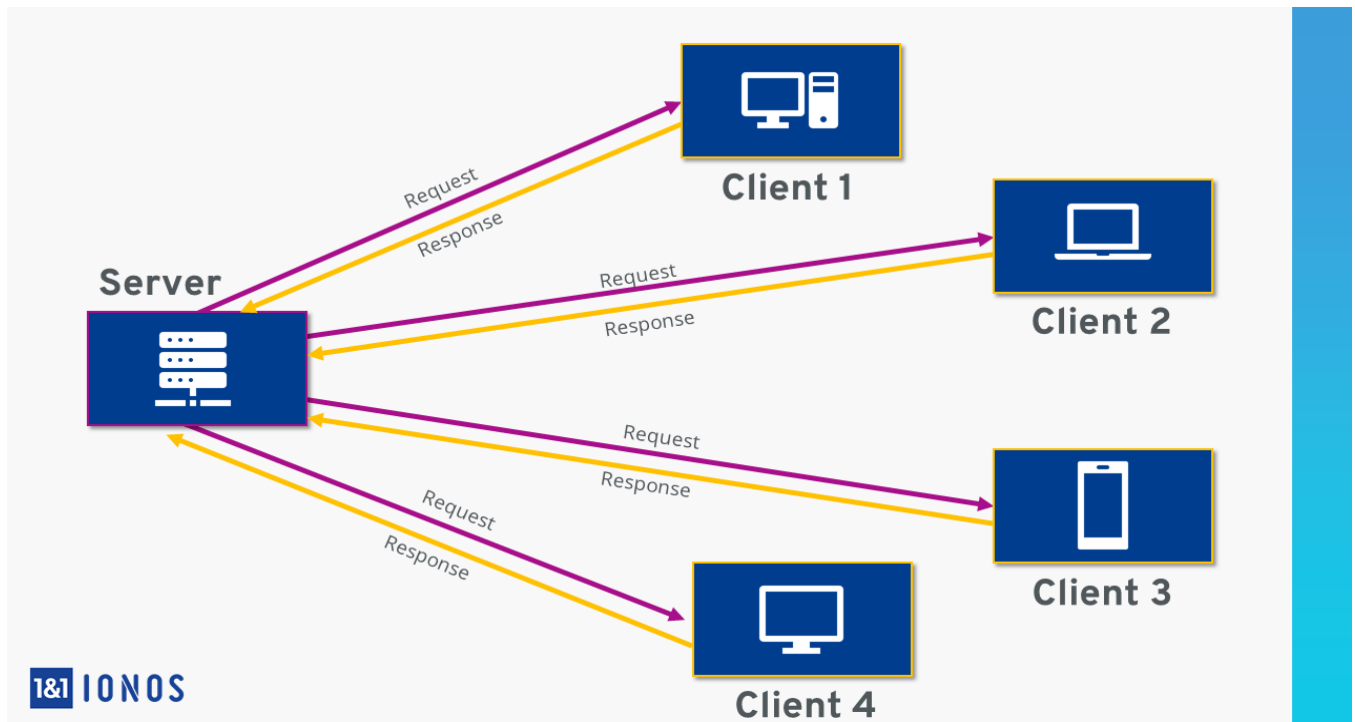 Client 1
Request
Response
Client 2
Server
Request
Response
Request
Response
Client 3
Request
Response
Client 4
1&1 IONOS